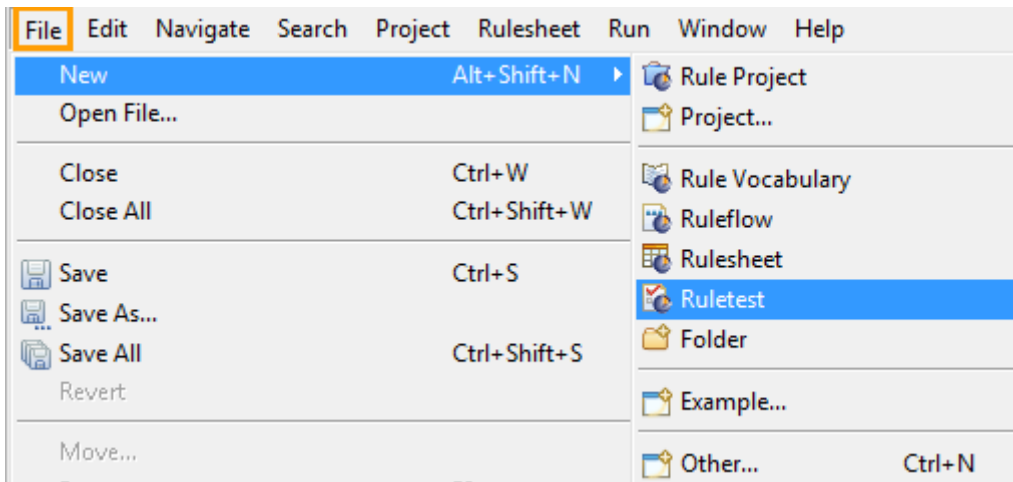 File Edit Navigate Search Project Rulesheet Run Window Help
New Alt+Shift+N
Open File...
Close Ctrl+W
Close All Ctrl+Shift+W
Save Ctrl+S
Save As...
Save All Ctrl+Shift+S
Revert
Move...
Rule Project
Project...
Rule Vocabulary
Ruleflow
Rulesheet
Ruletest
Folder
Example...
Other... Ctrl+N